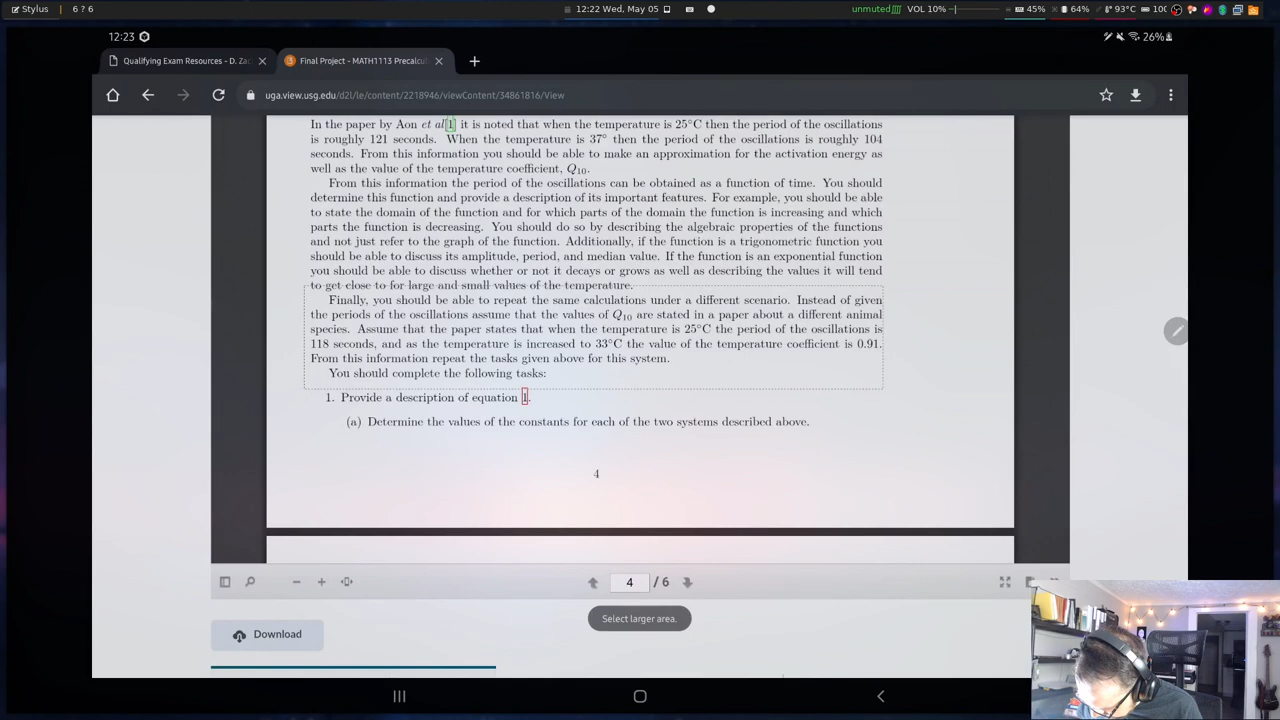 Stylus 6 ? 6 12:22 Wed, May 05 unmuted VOL 10% 45% 64% 93°C 100
12:23 26%
Qualifying Exam Resources - D. Zac Final Project - MATH1113 Precalcul
uga.view.usg.edu/d2l/le/content/2218946/viewContent/34861816/View
In the paper by Aon et al[1] it is noted that when the temperature is 25°C then the period of the oscillations
is roughly 121 seconds. When the temperature is 37° then the period of the oscillations is roughly 104
seconds. From this information you should be able to make an approximation for the activation energy as
well as the value of the temperature coefficient, Q10.
From this information the period of the oscillations can be obtained as a function of time. You should
determine this function and provide a description of its important features. For example, you should be able
to state the domain of the function and for which parts of the domain the function is increasing and which
parts the function is decreasing. You should do so by describing the algebraic properties of the functions
and not just refer to the graph of the function. Additionally, if the function is a trigonometric function you
should be able to discuss its amplitude, period, and median value. If the function is an exponential function
you should be able to discuss whether or not it decays or grows as well as describing the values it will tend
to get close to for large and small values of the temperature.
Finally, you should be able to repeat the same calculations under a different scenario. Instead of given
the periods of the oscillations assume that the values of Q10 are stated in a paper about a different animal
species. Assume that the paper states that when the temperature is 25°C the period of the oscillations is
118 seconds, and as the temperature is increased to 33°C the value of the temperature coefficient is 0.91.
From this information repeat the tasks given above for this system.
You should complete the following tasks:
1. Provide a description of equation 1.
(a) Determine the values of the constants for each of the two systems described above.
4
4 / 6
Select larger area.
Download